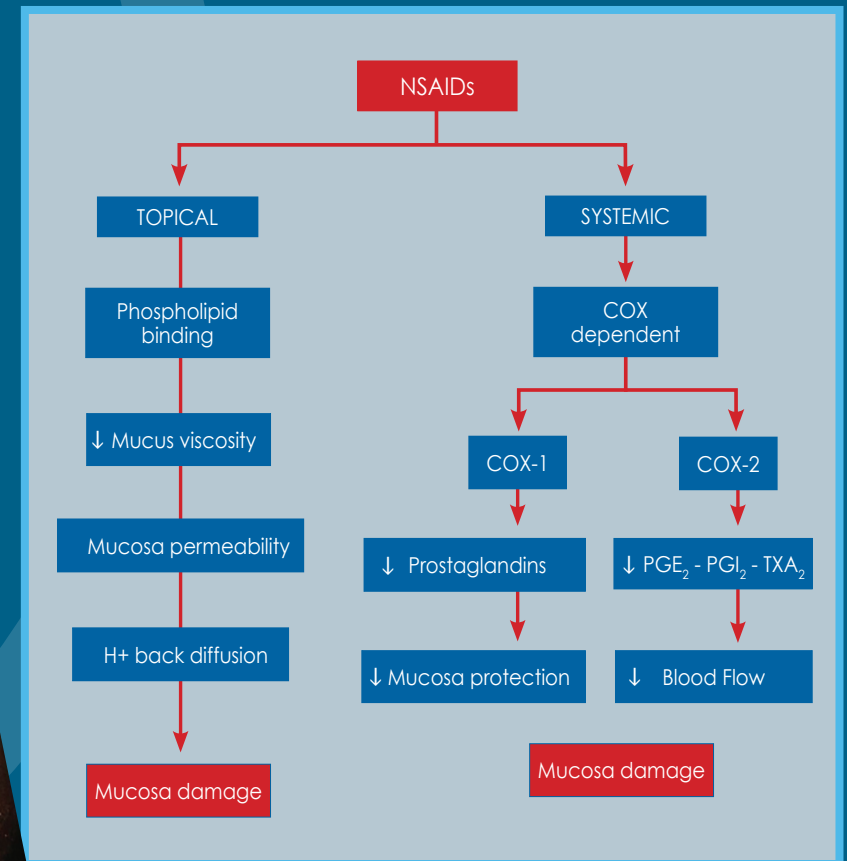 NSAIDs
TOPICAL
Phospholipid
binding
↓ Mucus viscosity
Mucosa permeability
H+ back diffusion
Mucosa damage
SYSTEMIC
COX
dependent
COX-1
↓ Prostaglandins
↓ Mucosa protection
COX-2
↓ PGE₂ - PGI₂ - TXA₂
↓ Blood Flow
Mucosa damage